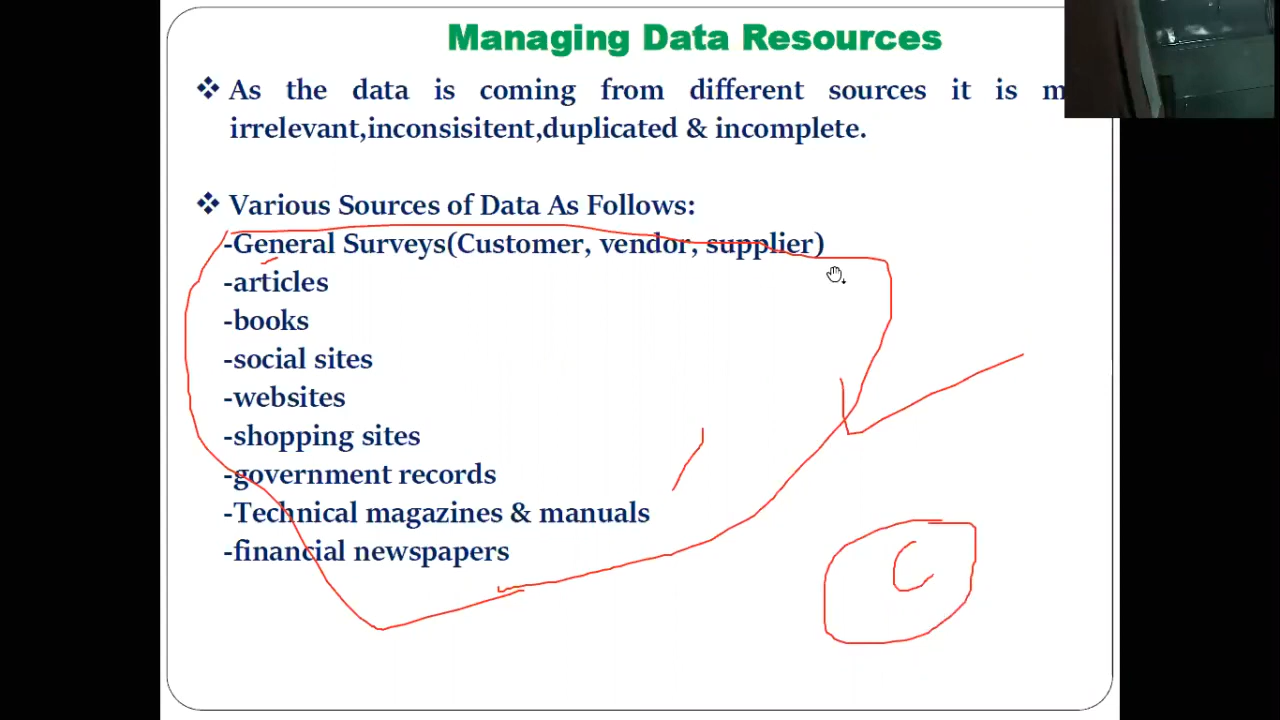 Managing Data Resources
❖ As the data is coming from different sources it is
irrelevant,inconsisitent,duplicated & incomplete.
❖ Various Sources of Data As Follows:
-General Surveys(Customer, vendor, supplier)
-articles
-books
-social sites
-websites
-shopping sites
-government records
-Technical magazines & manuals
-financial newspapers
C